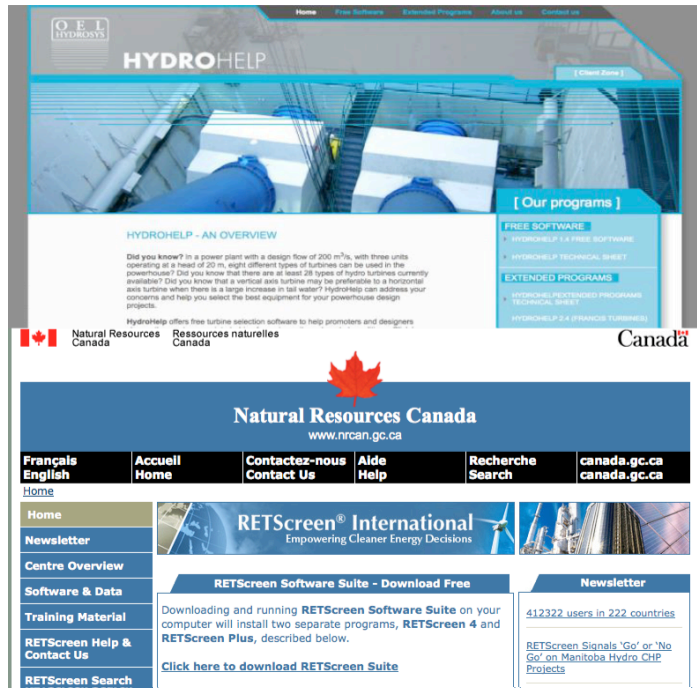 Home Free Software Extended Programs About us Contact us
O E L
HYDROSYS
HYDROHELP
[ Client Zone ]
[ Our programs ]
FREE SOFTWARE
HYDROHELP 1.4 FREE SOFTWARE
HYDROHELP TECHNICAL SHEET
EXTENDED PROGRAMS
HYDROHELPEXTENDED PROGRAMS
TECHNICAL SHEET
HYDROHELP 2.4 (FRANCIS TURBINES)
HYDROHELP - AN OVERVIEW
Did you know? In a power plant with a design flow of 200 m³/s, with three units
operating at a head of 20 m, eight different types of turbines can be used in the
powerhouse? Did you know that there are at least 28 types of hydro turbines currently
available? Did you know that a vertical axis turbine may be preferable to a horizontal
axis turbine when there is a large increase in tail water? HydroHelp can address your
concerns and help you select the best equipment for your powerhouse design
projects.
HydroHelp offers free turbine selection software to help promoters and designers
Natural Resources Ressources naturelles
Canada Canada
Canada
Natural Resources Canada
www.nrcan.gc.ca
Français Accueil Contactez-nous Aide Recherche canada.gc.ca
English Home Contact Us Help Search canada.gc.ca
Home
Home
Newsletter
Centre Overview
Software & Data
Training Material
RETScreen Help &
Contact Us
RETScreen Search
RETScreen® International
Empowering Cleaner Energy Decisions
RETScreen Software Suite - Download Free
Downloading and running RETScreen Software Suite on your
computer will install two separate programs, RETScreen 4 and
RETScreen Plus, described below.
Click here to download RETScreen Suite
Newsletter
412322 users in 222 countries
RETScreen Signals 'Go' or 'No
Go' on Manitoba Hydro CHP
Projects